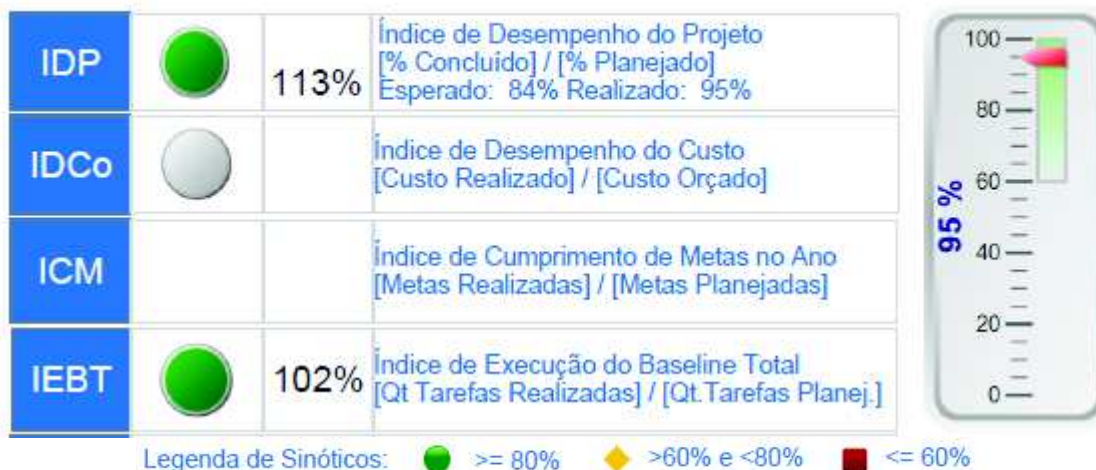 IDP
113%
Índice de Desempenho do Projeto
[% Concluído] / [% Planejado]
Esperado: 84% Realizado: 95%
IDCo
Índice de Desempenho do Custo
[Custo Realizado] / [Custo Orçado]
ICM
Índice de Cumprimento de Metas no Ano
[Metas Realizadas] / [Metas Planejadas]
IEBT
102%
Índice de Execução do Baseline Total
[Qt Tarefas Realizadas] / [Qt.Tarefas Planej.]
Legenda de Sinóticos: >= 80% >60% e <80% <= 60%
95 %
100
80
60
40
20
0